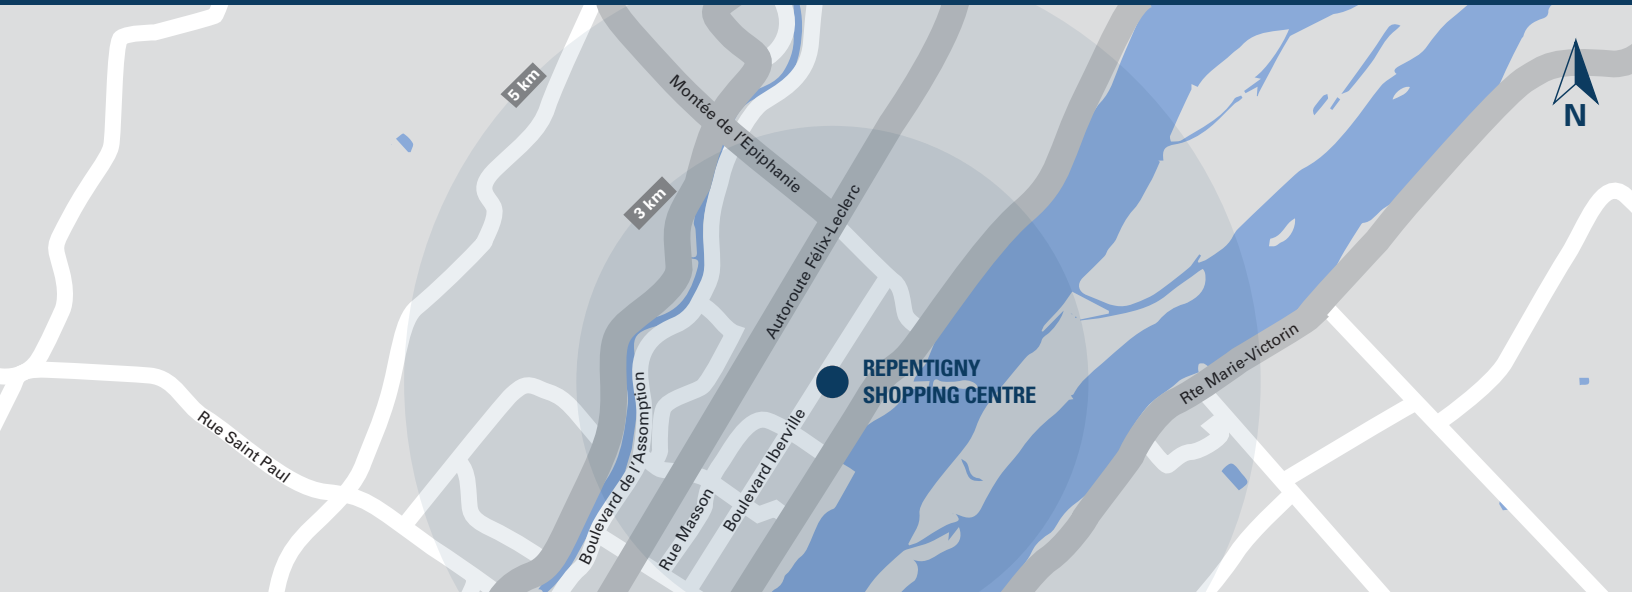 5 km
Montée de l'Epiphanie
N
3 km
Autoroute Félix-Leclerc
REPENTIGNY
SHOPPING CENTRE
Rte Marie-Victorin
Rue Saint Paul
Boulevard de l'Assomption
Boulevard Iberville
Rue Masson